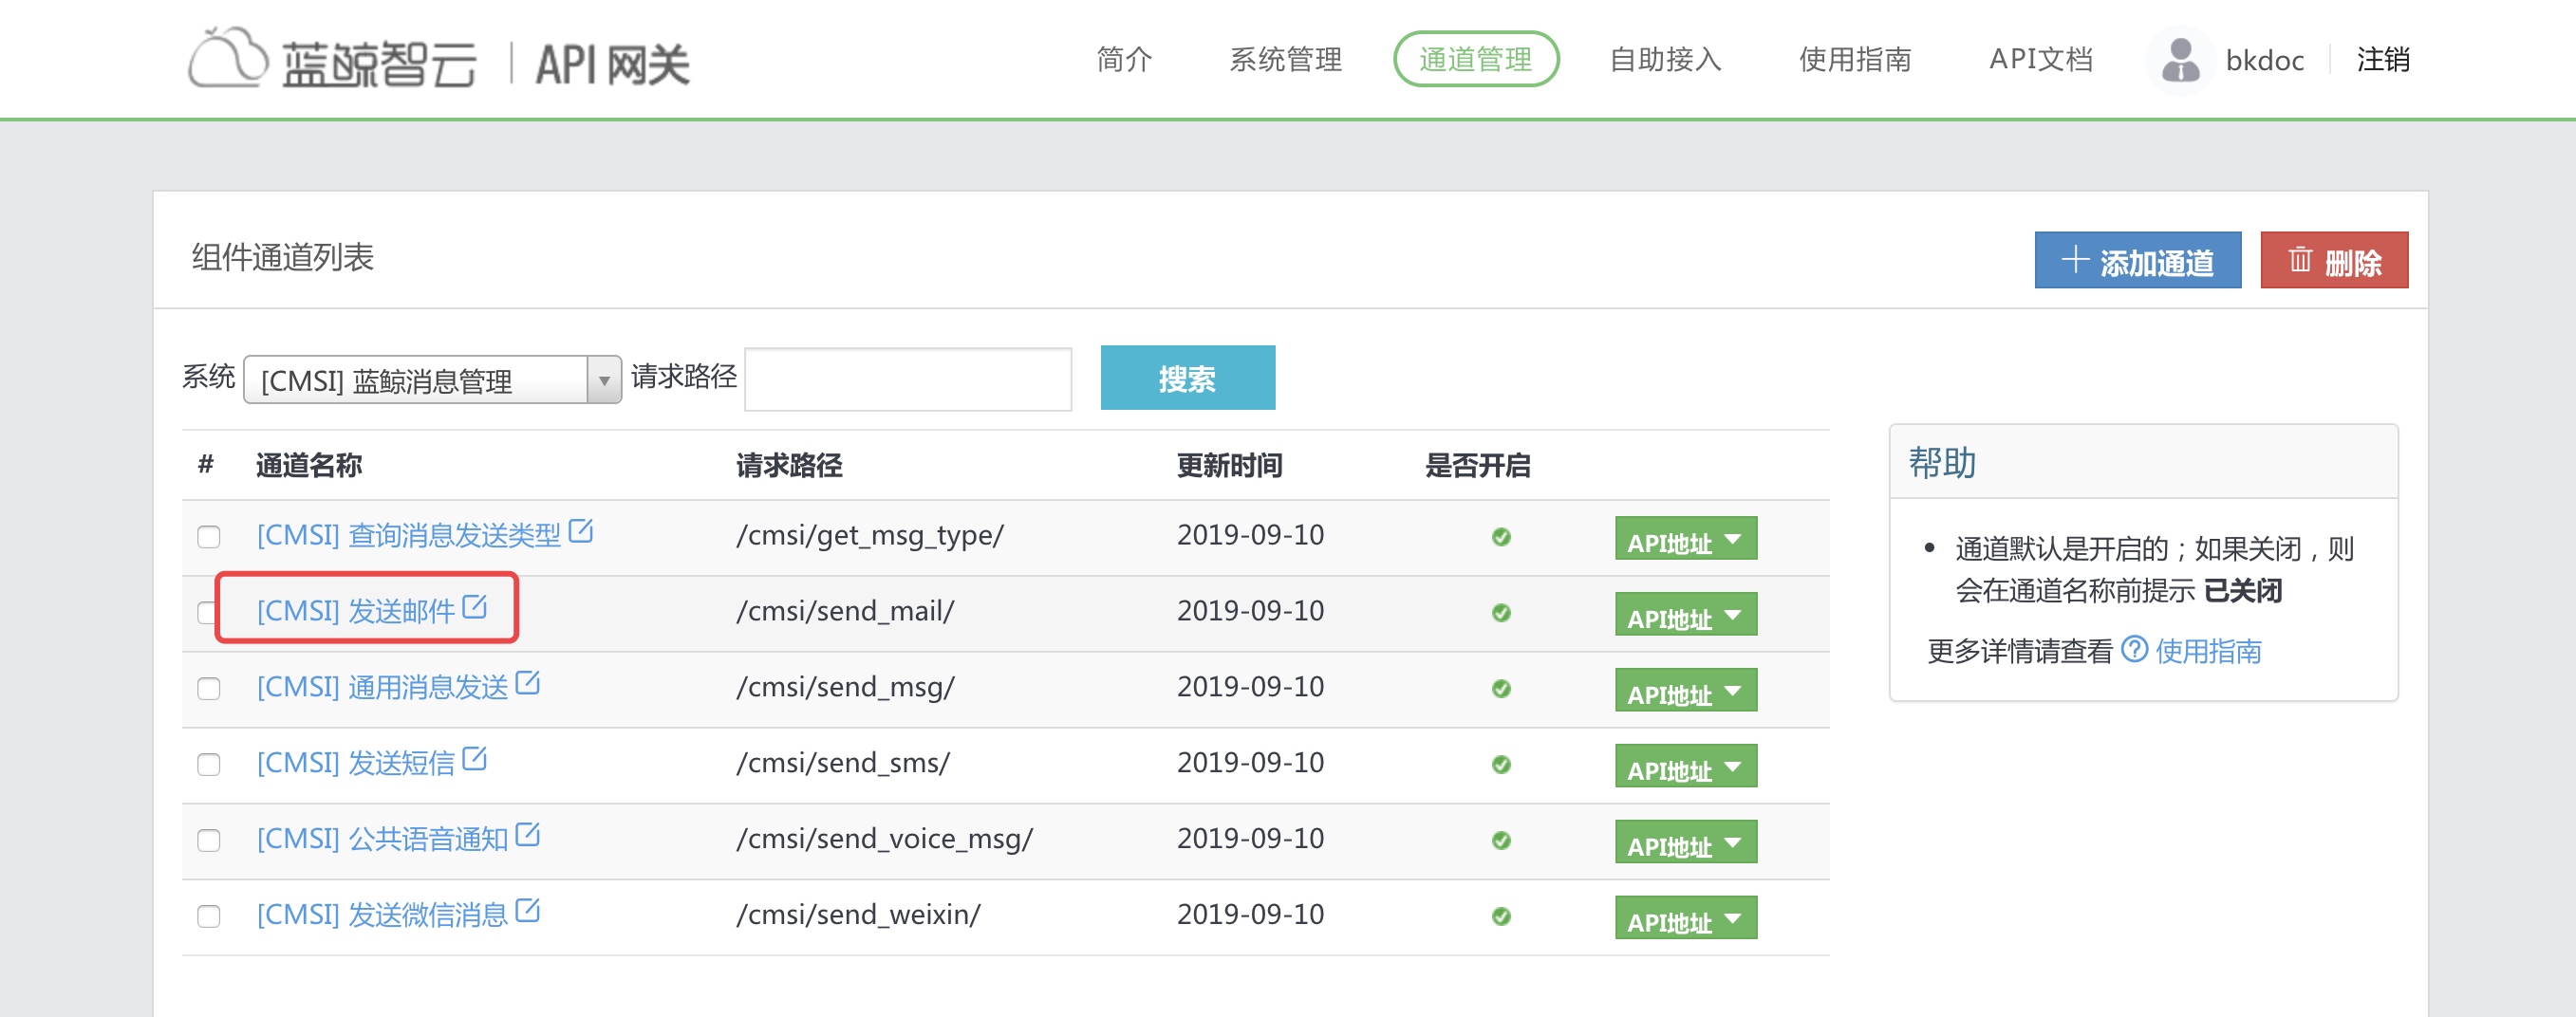 蓝鲸智云 | API 网关 简介 系统管理 通道管理 自助接入 使用指南 API文档 bkdoc 注销
组件通道列表 添加通道 删除
系统 [CMSI] 蓝鲸消息管理 请求路径 搜索
# 通道名称 请求路径 更新时间 是否开启
[CMSI] 查询消息发送类型 /cmsi/get_msg_type/ 2019-09-10 API地址
[CMSI] 发送邮件 /cmsi/send_mail/ 2019-09-10 API地址
[CMSI] 通用消息发送 /cmsi/send_msg/ 2019-09-10 API地址
[CMSI] 发送短信 /cmsi/send_sms/ 2019-09-10 API地址
[CMSI] 公共语音通知 /cmsi/send_voice_msg/ 2019-09-10 API地址
[CMSI] 发送微信消息 /cmsi/send_weixin/ 2019-09-10 API地址
帮助
• 通道默认是开启的；如果关闭，则
会在通道名称前提示 已关闭
更多详情请查看 使用指南